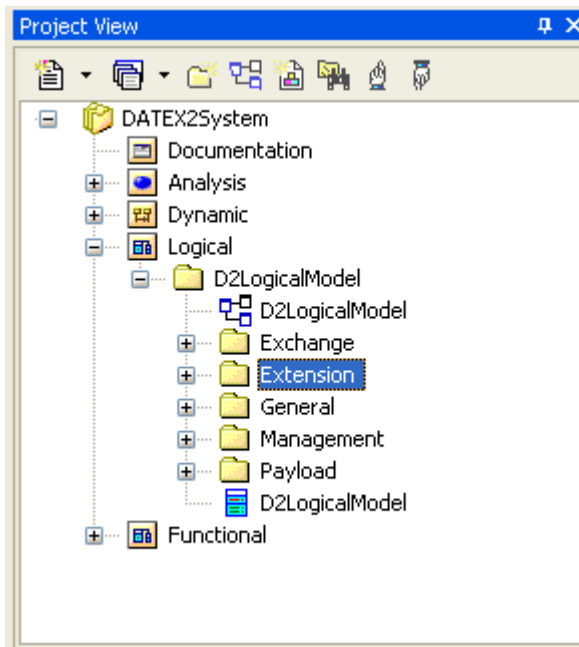 Project View
DATEX2System
Documentation
Analysis
Dynamic
Logical
D2LogicalModel
D2LogicalModel
Exchange
Extension
General
Management
Payload
D2LogicalModel
Functional